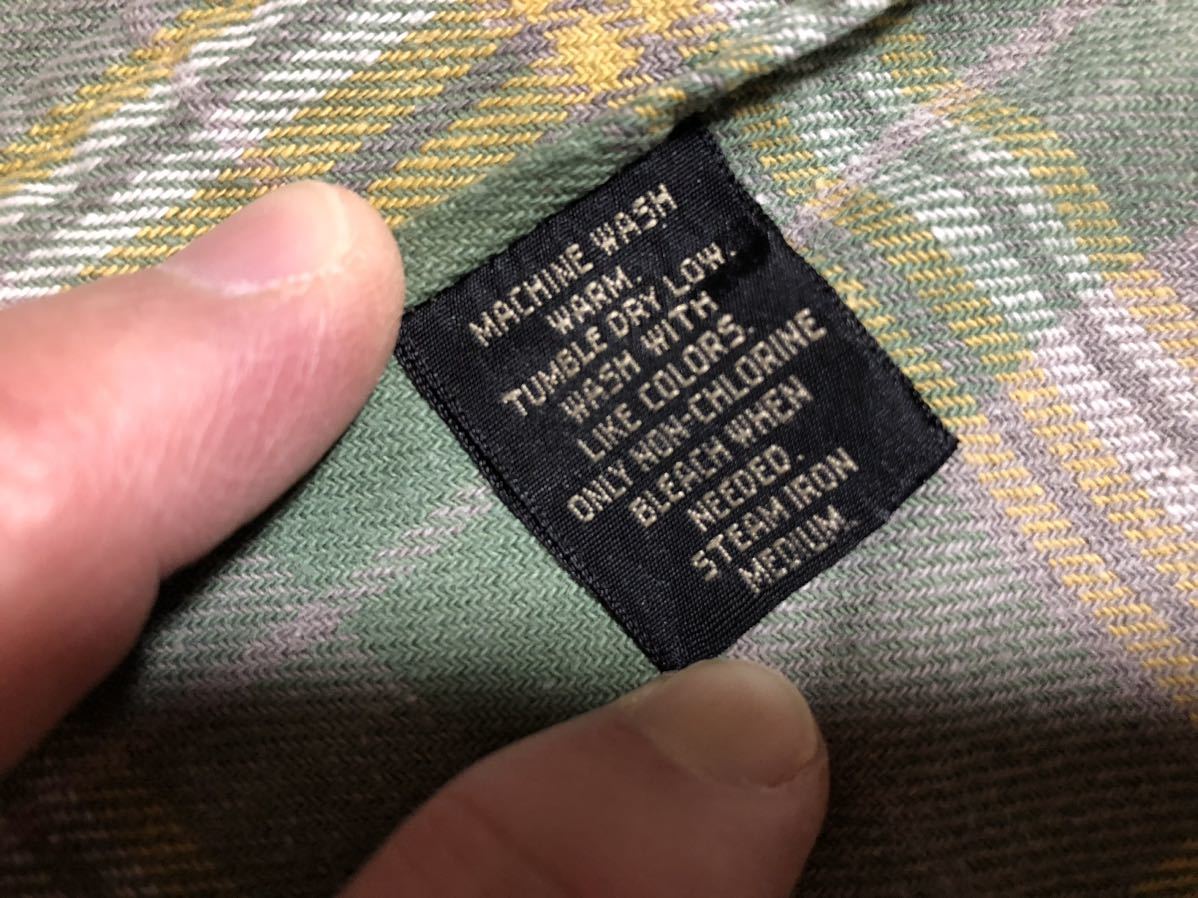 MACHINE WASH
WARM.
TUMBLE DRY LOW.
WASH WITH
LIKE COLORS.
ONLY NON-CHLORINE
BLEACH WHEN
NEEDED.
STEAM IRON
MEDIUM.